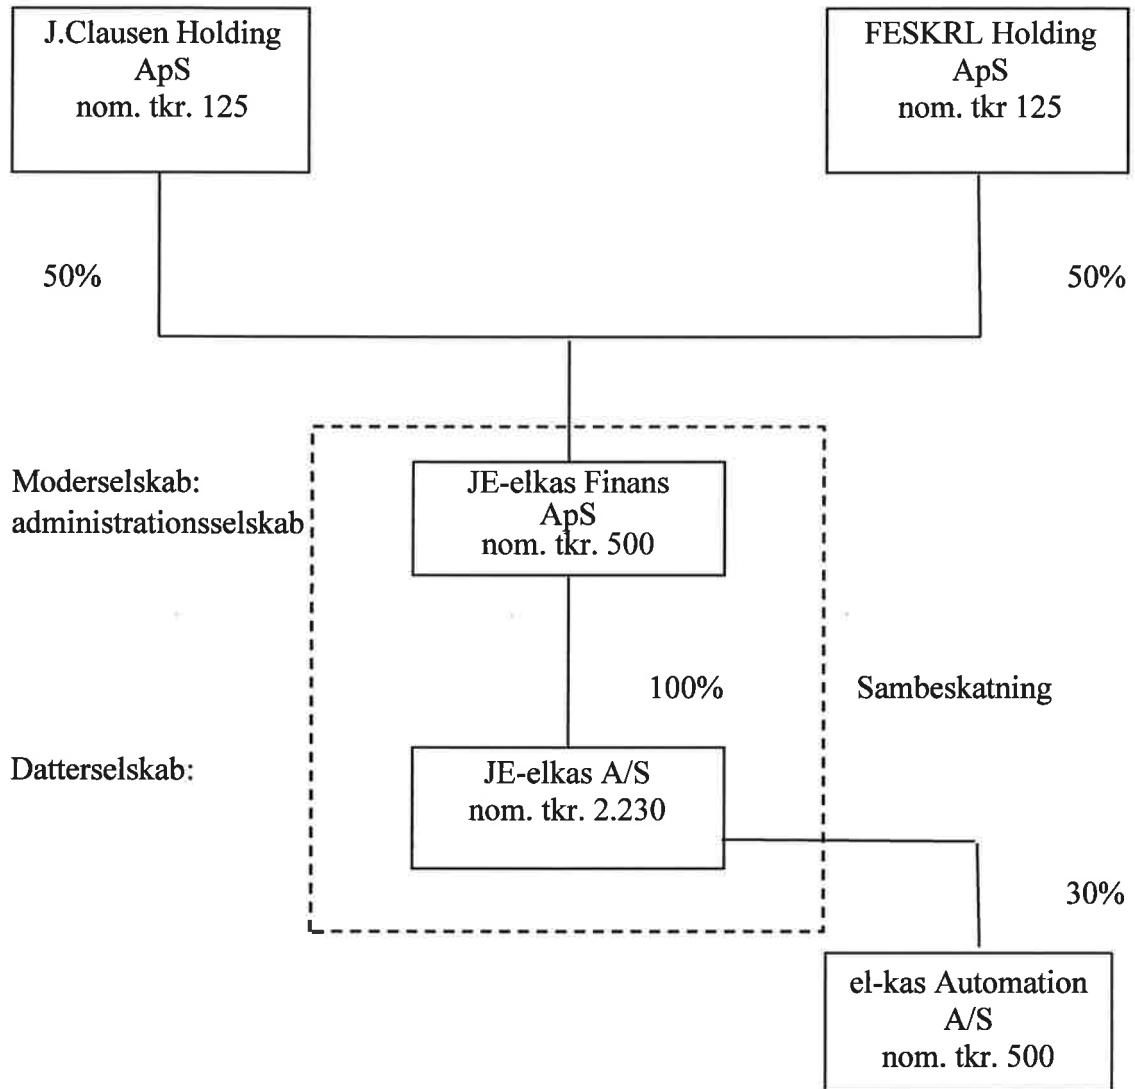 J.Clausen Holding
ApS
nom. tkr. 125
FESKRL Holding
ApS
nom. tkr 125
50%
50%
Moderselskab:
administrationsselskab
JE-elkas Finans
ApS
nom. tkr. 500
100%
Sambeskatning
Datterselskab:
JE-elkas A/S
nom. tkr. 2.230
30%
el-kas Automation
A/S
nom. tkr. 500